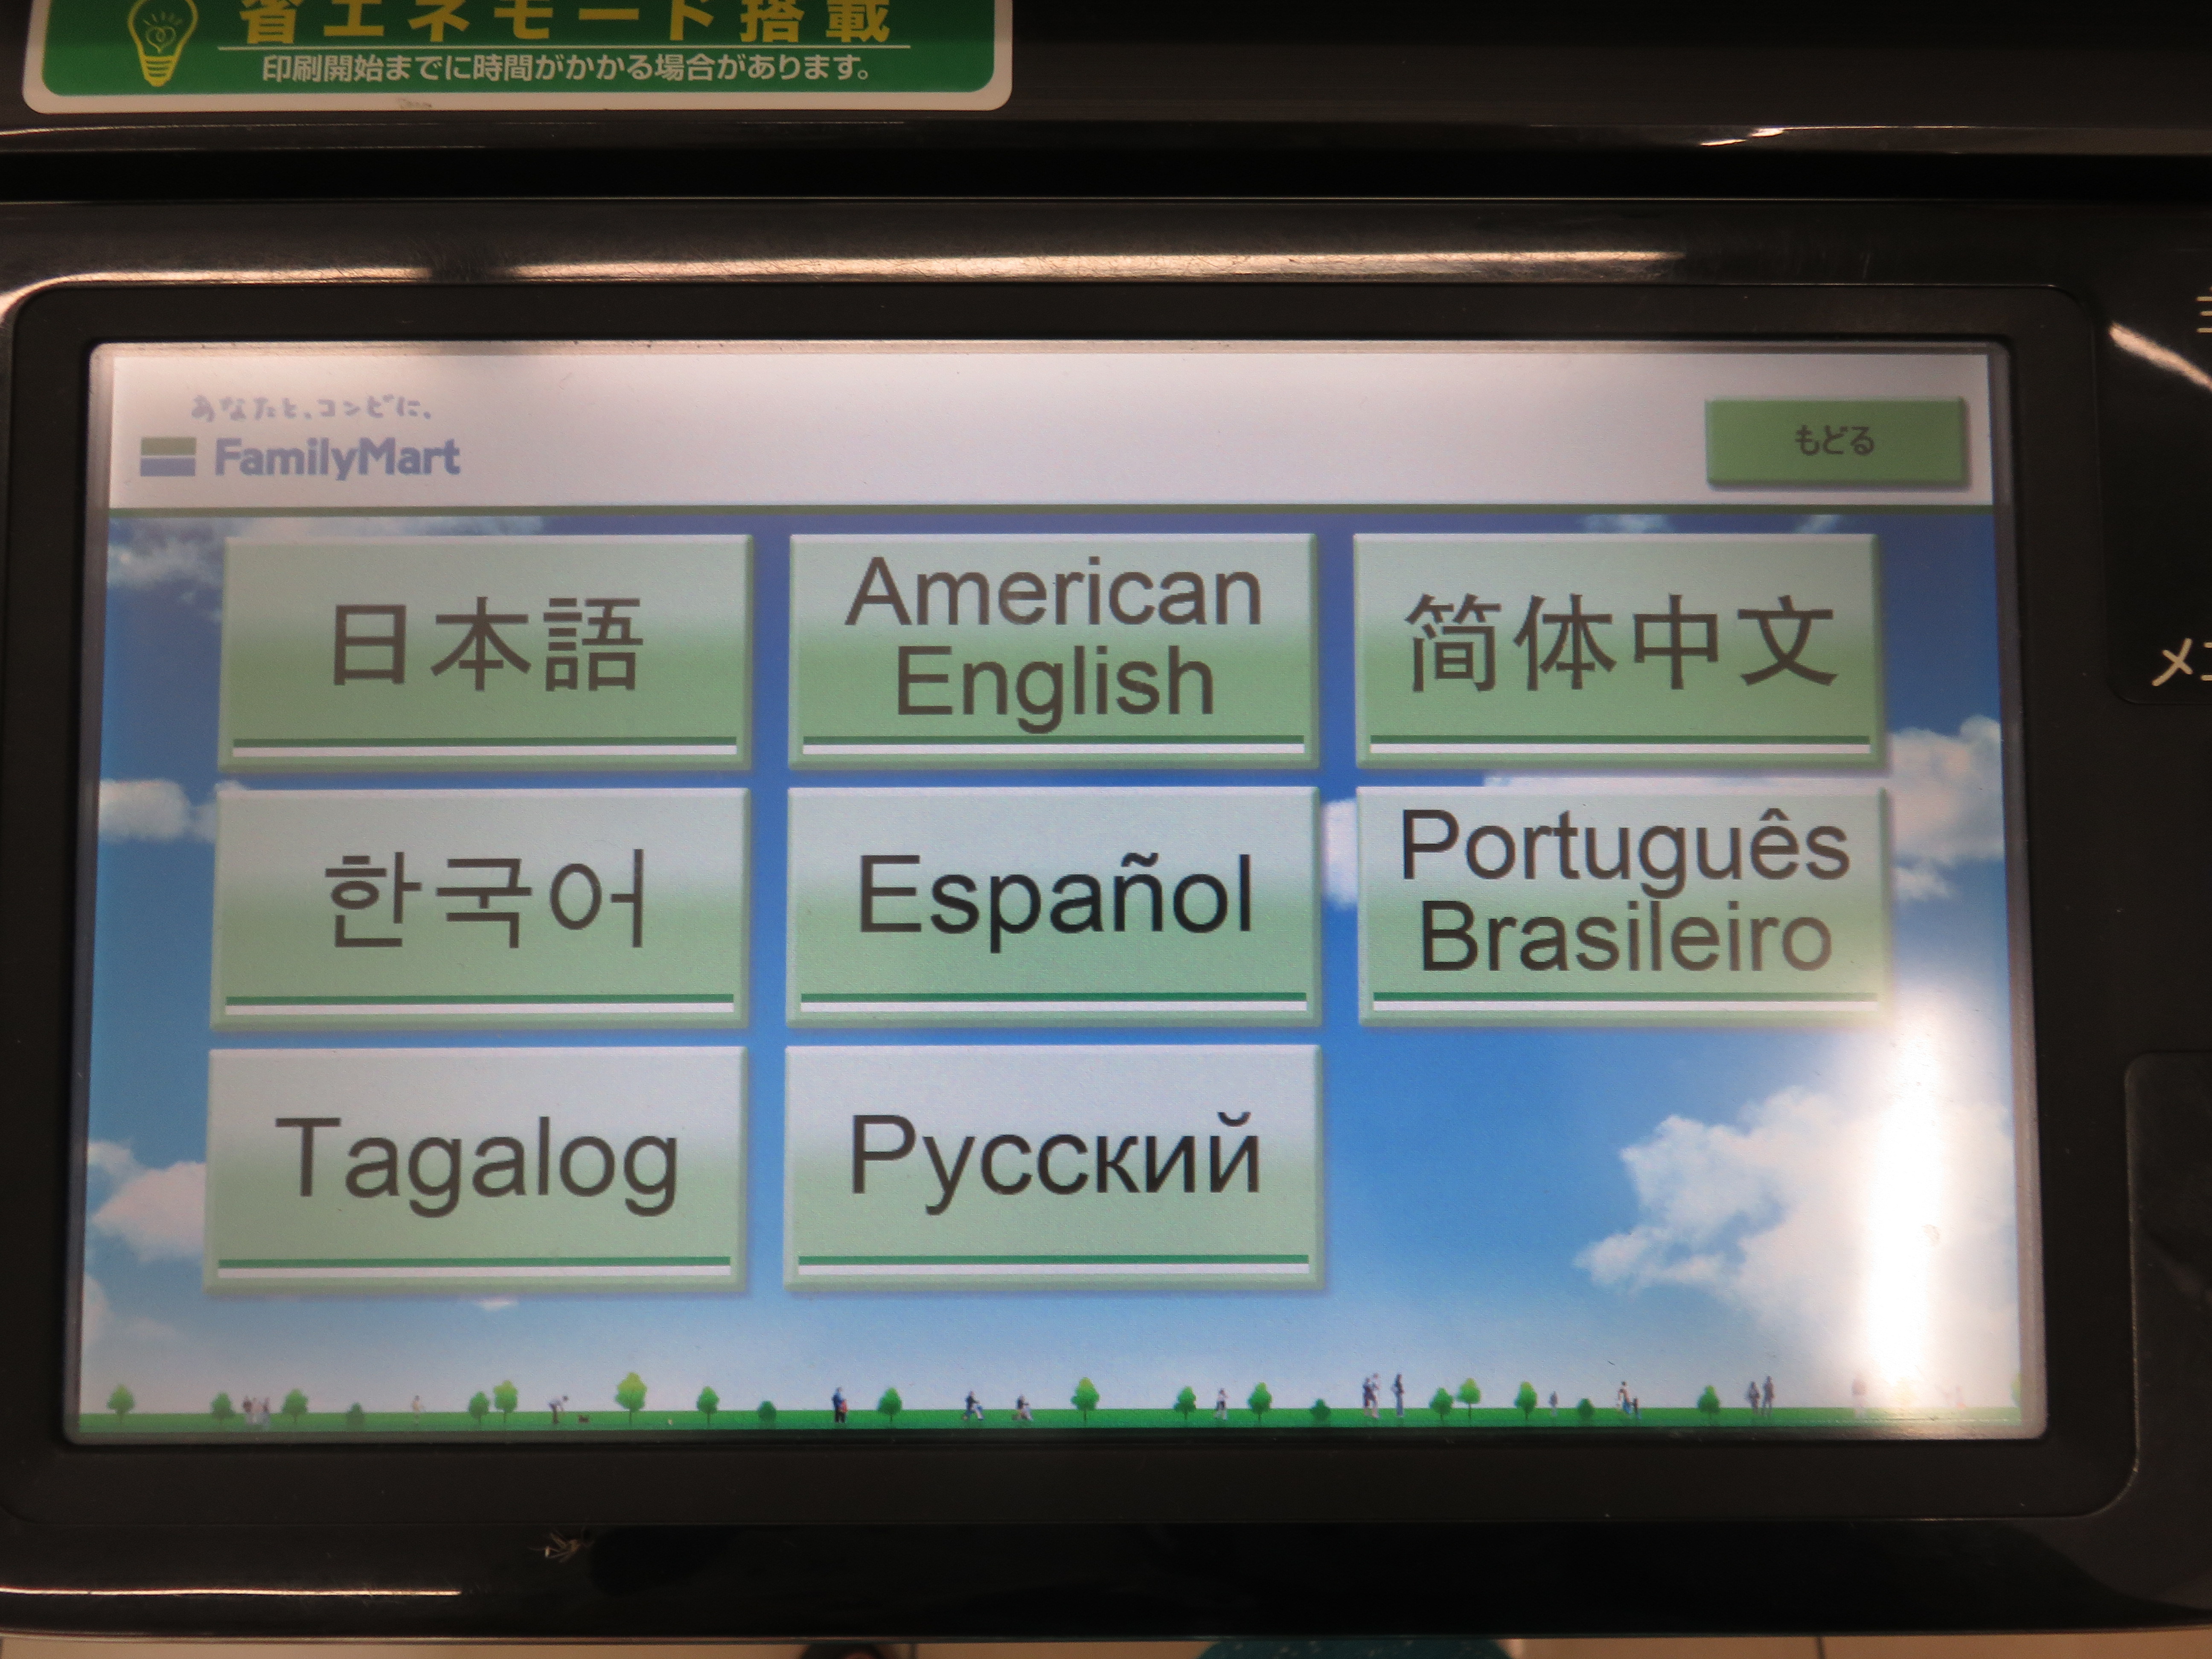 省エネモード搭載
印刷開始までに時間がかかる場合があります。
あなたと、コンビに、
FamilyMart
もどる
日本語
American
English
简体中文
한국어
Español
Português
Brasileiro
Tagalog
Русский